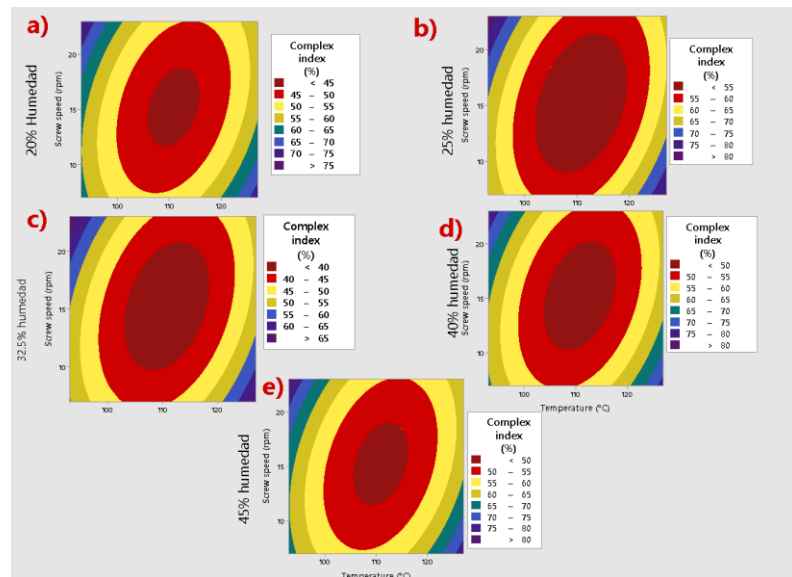 a)
20% Humedad
Screw speed (rpm)
20
15
10
100 110 120
Complex
index
(%)
< 45
45 – 50
50 – 55
55 – 60
60 – 65
65 – 70
70 – 75
> 75
b)
25% Humedad
Screw speed (rpm)
20
15
10
100 110 120
Complex
index
(%)
< 55
55 – 60
60 – 65
65 – 70
70 – 75
75 – 80
> 80
c)
32.5% humedad
Screw speed (rpm)
20
15
10
100 110 120
Complex
index
(%)
< 40
40 – 45
45 – 50
50 – 55
55 – 60
60 – 65
> 65
d)
40% humedad
Screw speed (rpm)
20
15
10
100 110 120
Temperature (°C)
Complex
index
(%)
< 50
50 – 55
55 – 60
60 – 65
65 – 70
70 – 75
75 – 80
> 80
e)
45% humedad
Screw speed (rpm)
20
15
10
100 110 120
Temperature (°C)
Complex
index
(%)
< 50
50 – 55
55 – 60
60 – 65
65 – 70
70 – 75
75 – 80
> 80